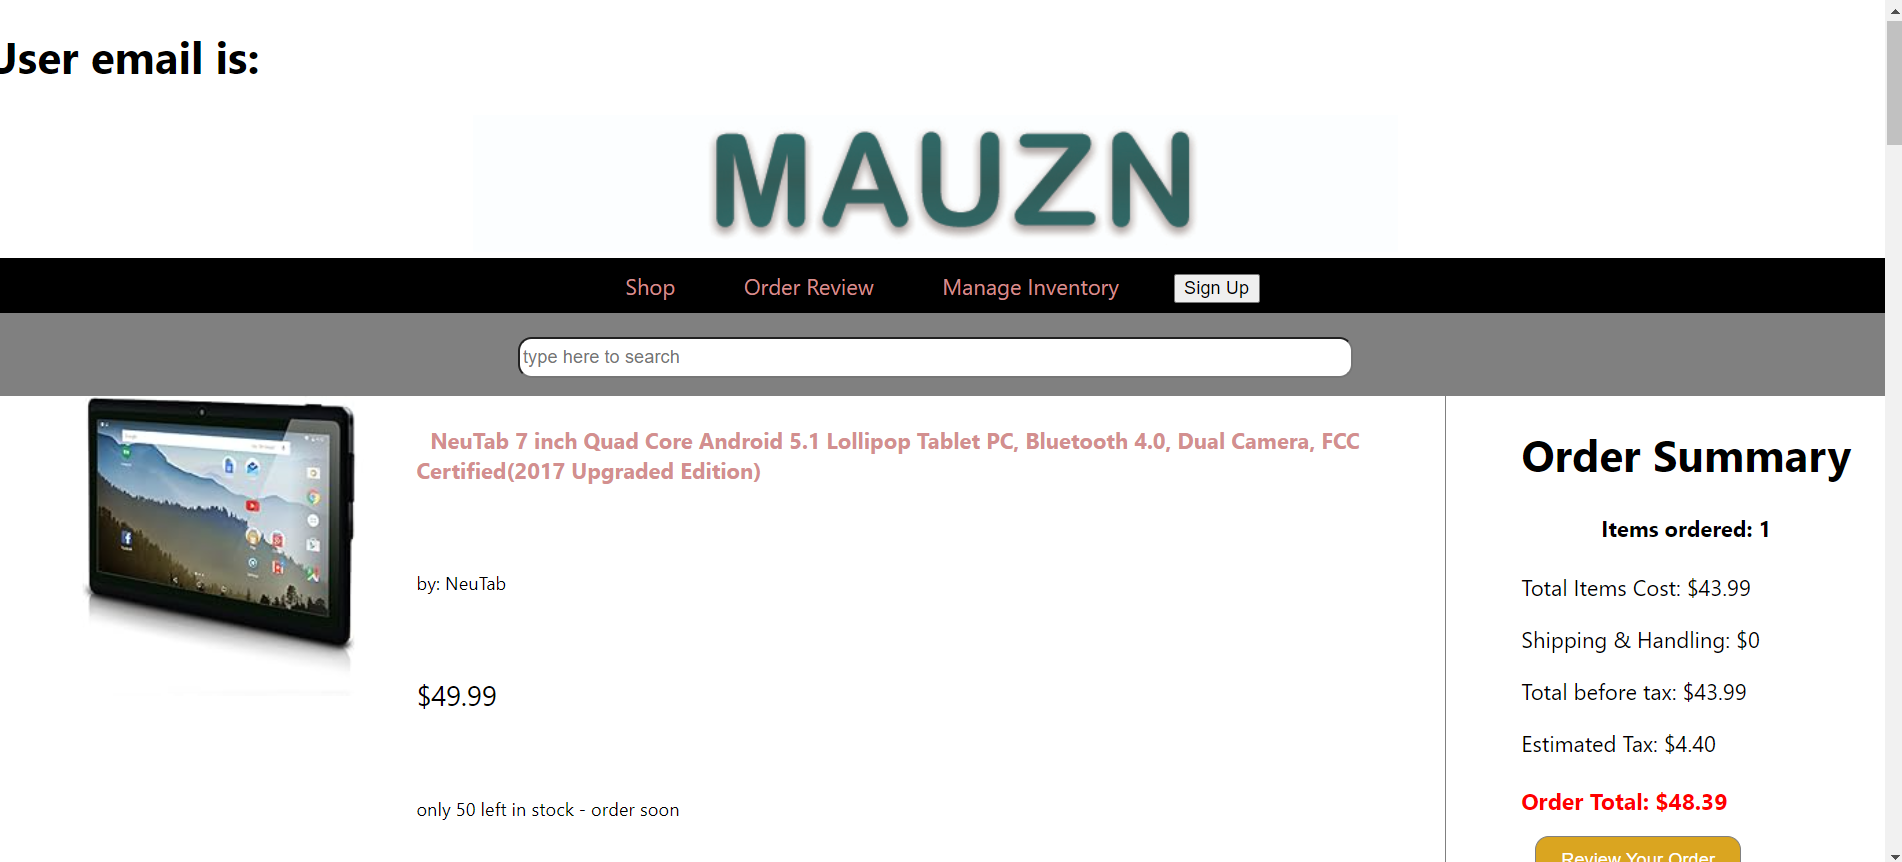 User email is:
MAUZN
Shop Order Review Manage Inventory Sign Up
type here to search
NeuTab 7 inch Quad Core Android 5.1 Lollipop Tablet PC, Bluetooth 4.0, Dual Camera, FCC
Certified(2017 Upgraded Edition)
by: NeuTab
$49.99
only 50 left in stock - order soon
Order Summary
Items ordered: 1
Total Items Cost: $43.99
Shipping & Handling: $0
Total before tax: $43.99
Estimated Tax: $4.40
Order Total: $48.39
Review Your Order